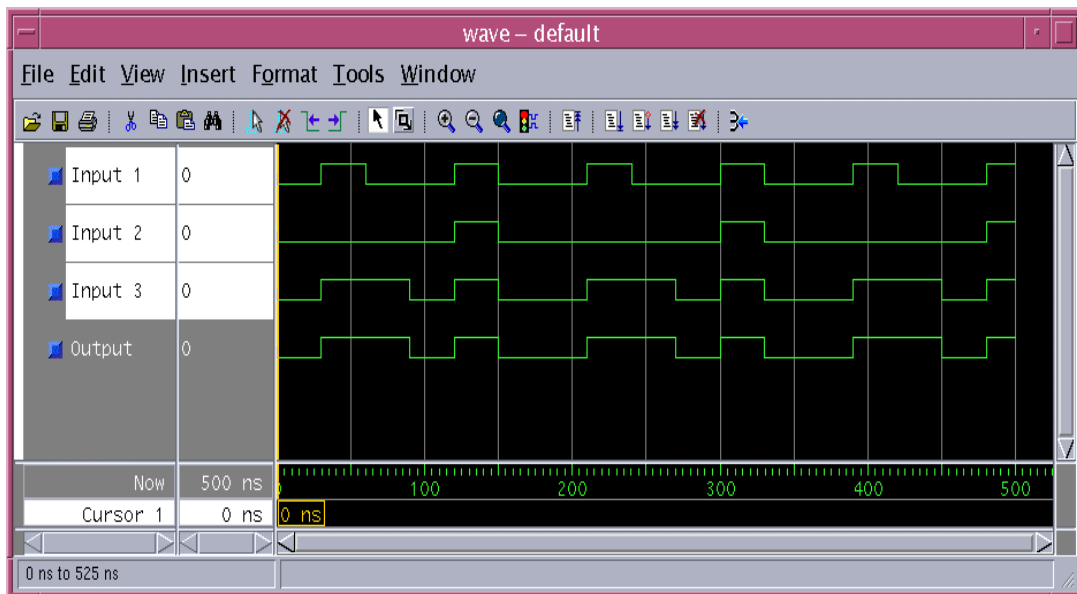 wave – default
File Edit View Insert Format Tools Window
Input 1 0
Input 2 0
Input 3 0
Output 0
Now 500 ns
100 200 300 400 500
Cursor 1 0 ns 0 ns
0 ns to 525 ns